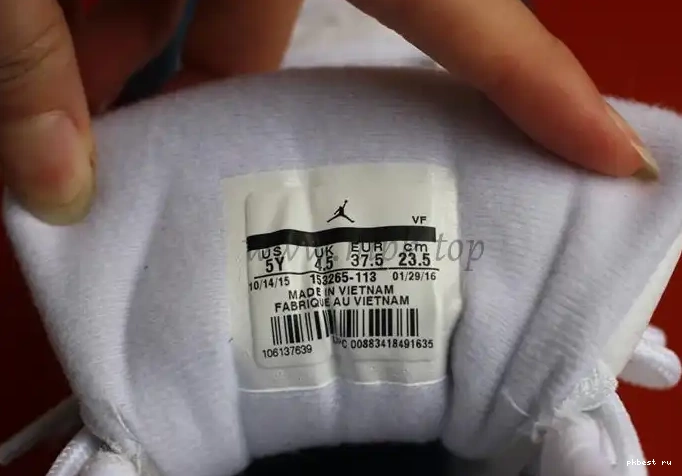 VF
US UK EUR cm
5Y 4.5 37.5 23.5
10/14/15 153265-113 01/29/16
MADE IN VIETNAM
FABRIQUE AU VIETNAM
106137639 UPC 00883418491635
pkbest ru